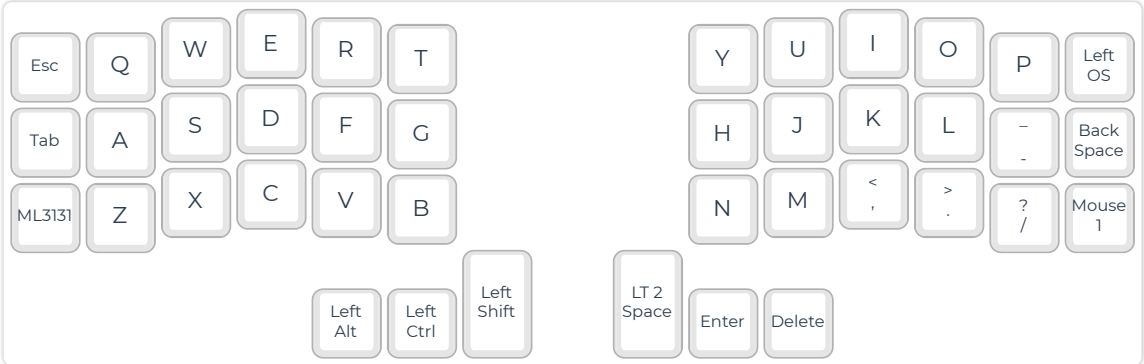 Esc Q W E R T Y U I O P Left OS
Tab A S D F G H J K L _ - Back Space
ML3131 Z X C V B N M < , > . ? / Mouse 1
Left Alt Left Ctrl Left Shift LT 2 Space Enter Delete